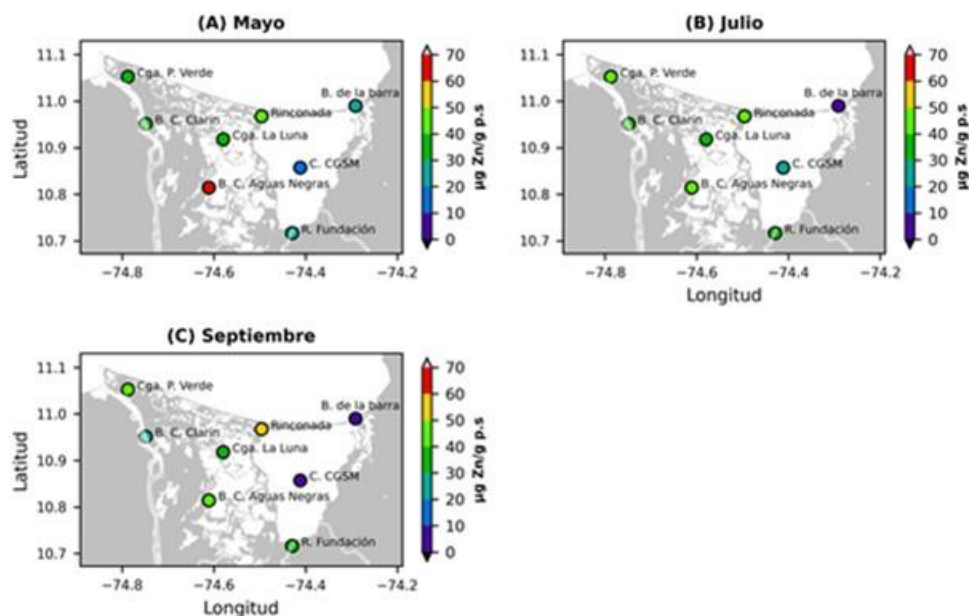 (A) Mayo
11.1
11.0
10.9
10.8
10.7
Latitud
Cga. P. Verde
B. de la barra
B. C. Clarin
Rinconada
Cga. La Luna
C. CGSM
B. C. Aguas Negras
R. Fundación
−74.8 −74.6 −74.4 −74.2
70
60
50
40
30
20
10
0
µg Zn/g p.s
(B) Julio
11.1
11.0
10.9
10.8
10.7
Cga. P. Verde
B. de la barra
B. C. Clarin
Rinconada
Cga. La Luna
C. CGSM
B. C. Aguas Negras
R. Fundación
−74.8 −74.6 −74.4 −74.2
Longitud
70
60
50
40
30
20
10
0
µg Zn/g p.s
(C) Septiembre
11.1
11.0
10.9
10.8
10.7
Latitud
Cga. P. Verde
B. de la barra
B. C. Clarin
Rinconada
Cga. La Luna
C. CGSM
B. C. Aguas Negras
R. Fundación
−74.8 −74.6 −74.4 −74.2
Longitud
70
60
50
40
30
20
10
0
µg Zn/g p.s